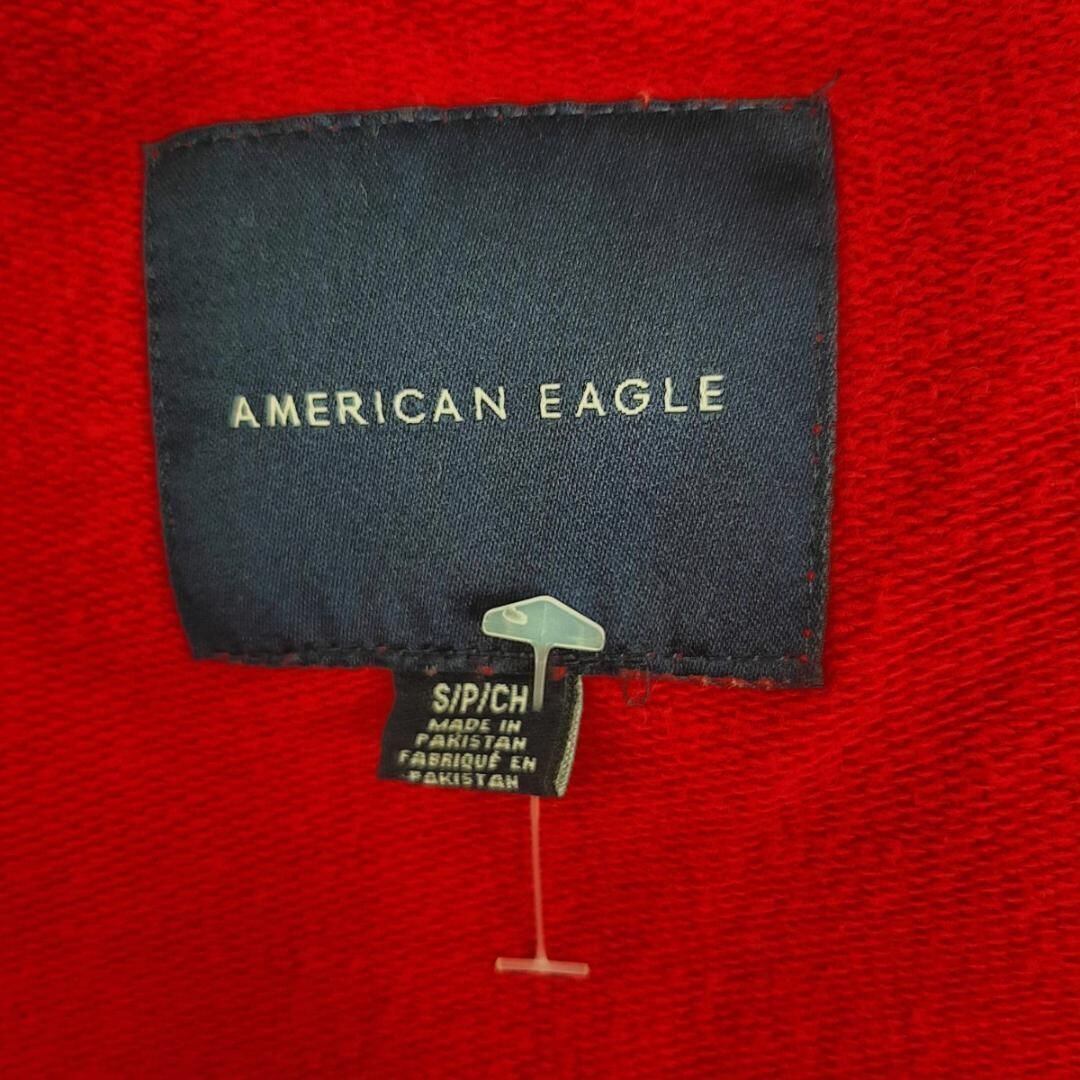 AMERICAN EAGLE
S/P/CH
MADE IN
PAKISTAN
FABRIQUÉ EN
PAKISTAN